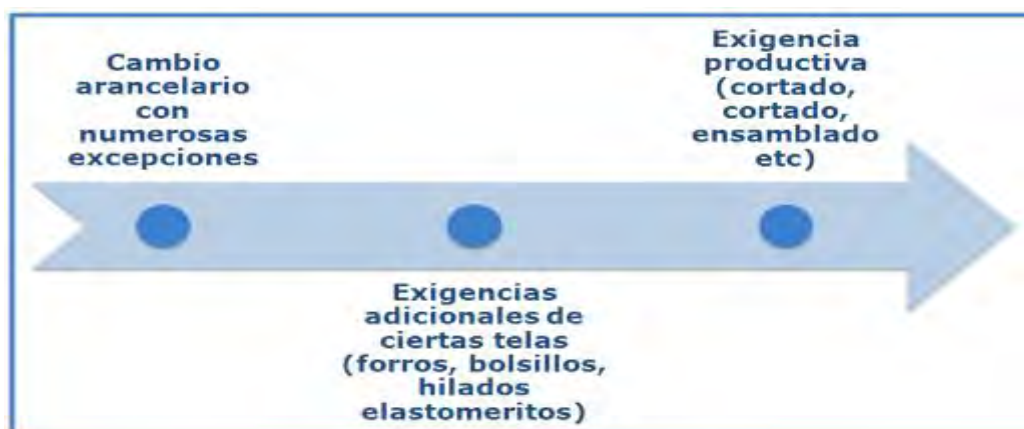 Cambio
arancelario
con
numerosas
excepciones
Exigencias
adicionales de
ciertas telas
(forros, bolsillos,
hilados
elastomeritos)
Exigencia
productiva
(cortado,
cortado,
ensamblado
etc)